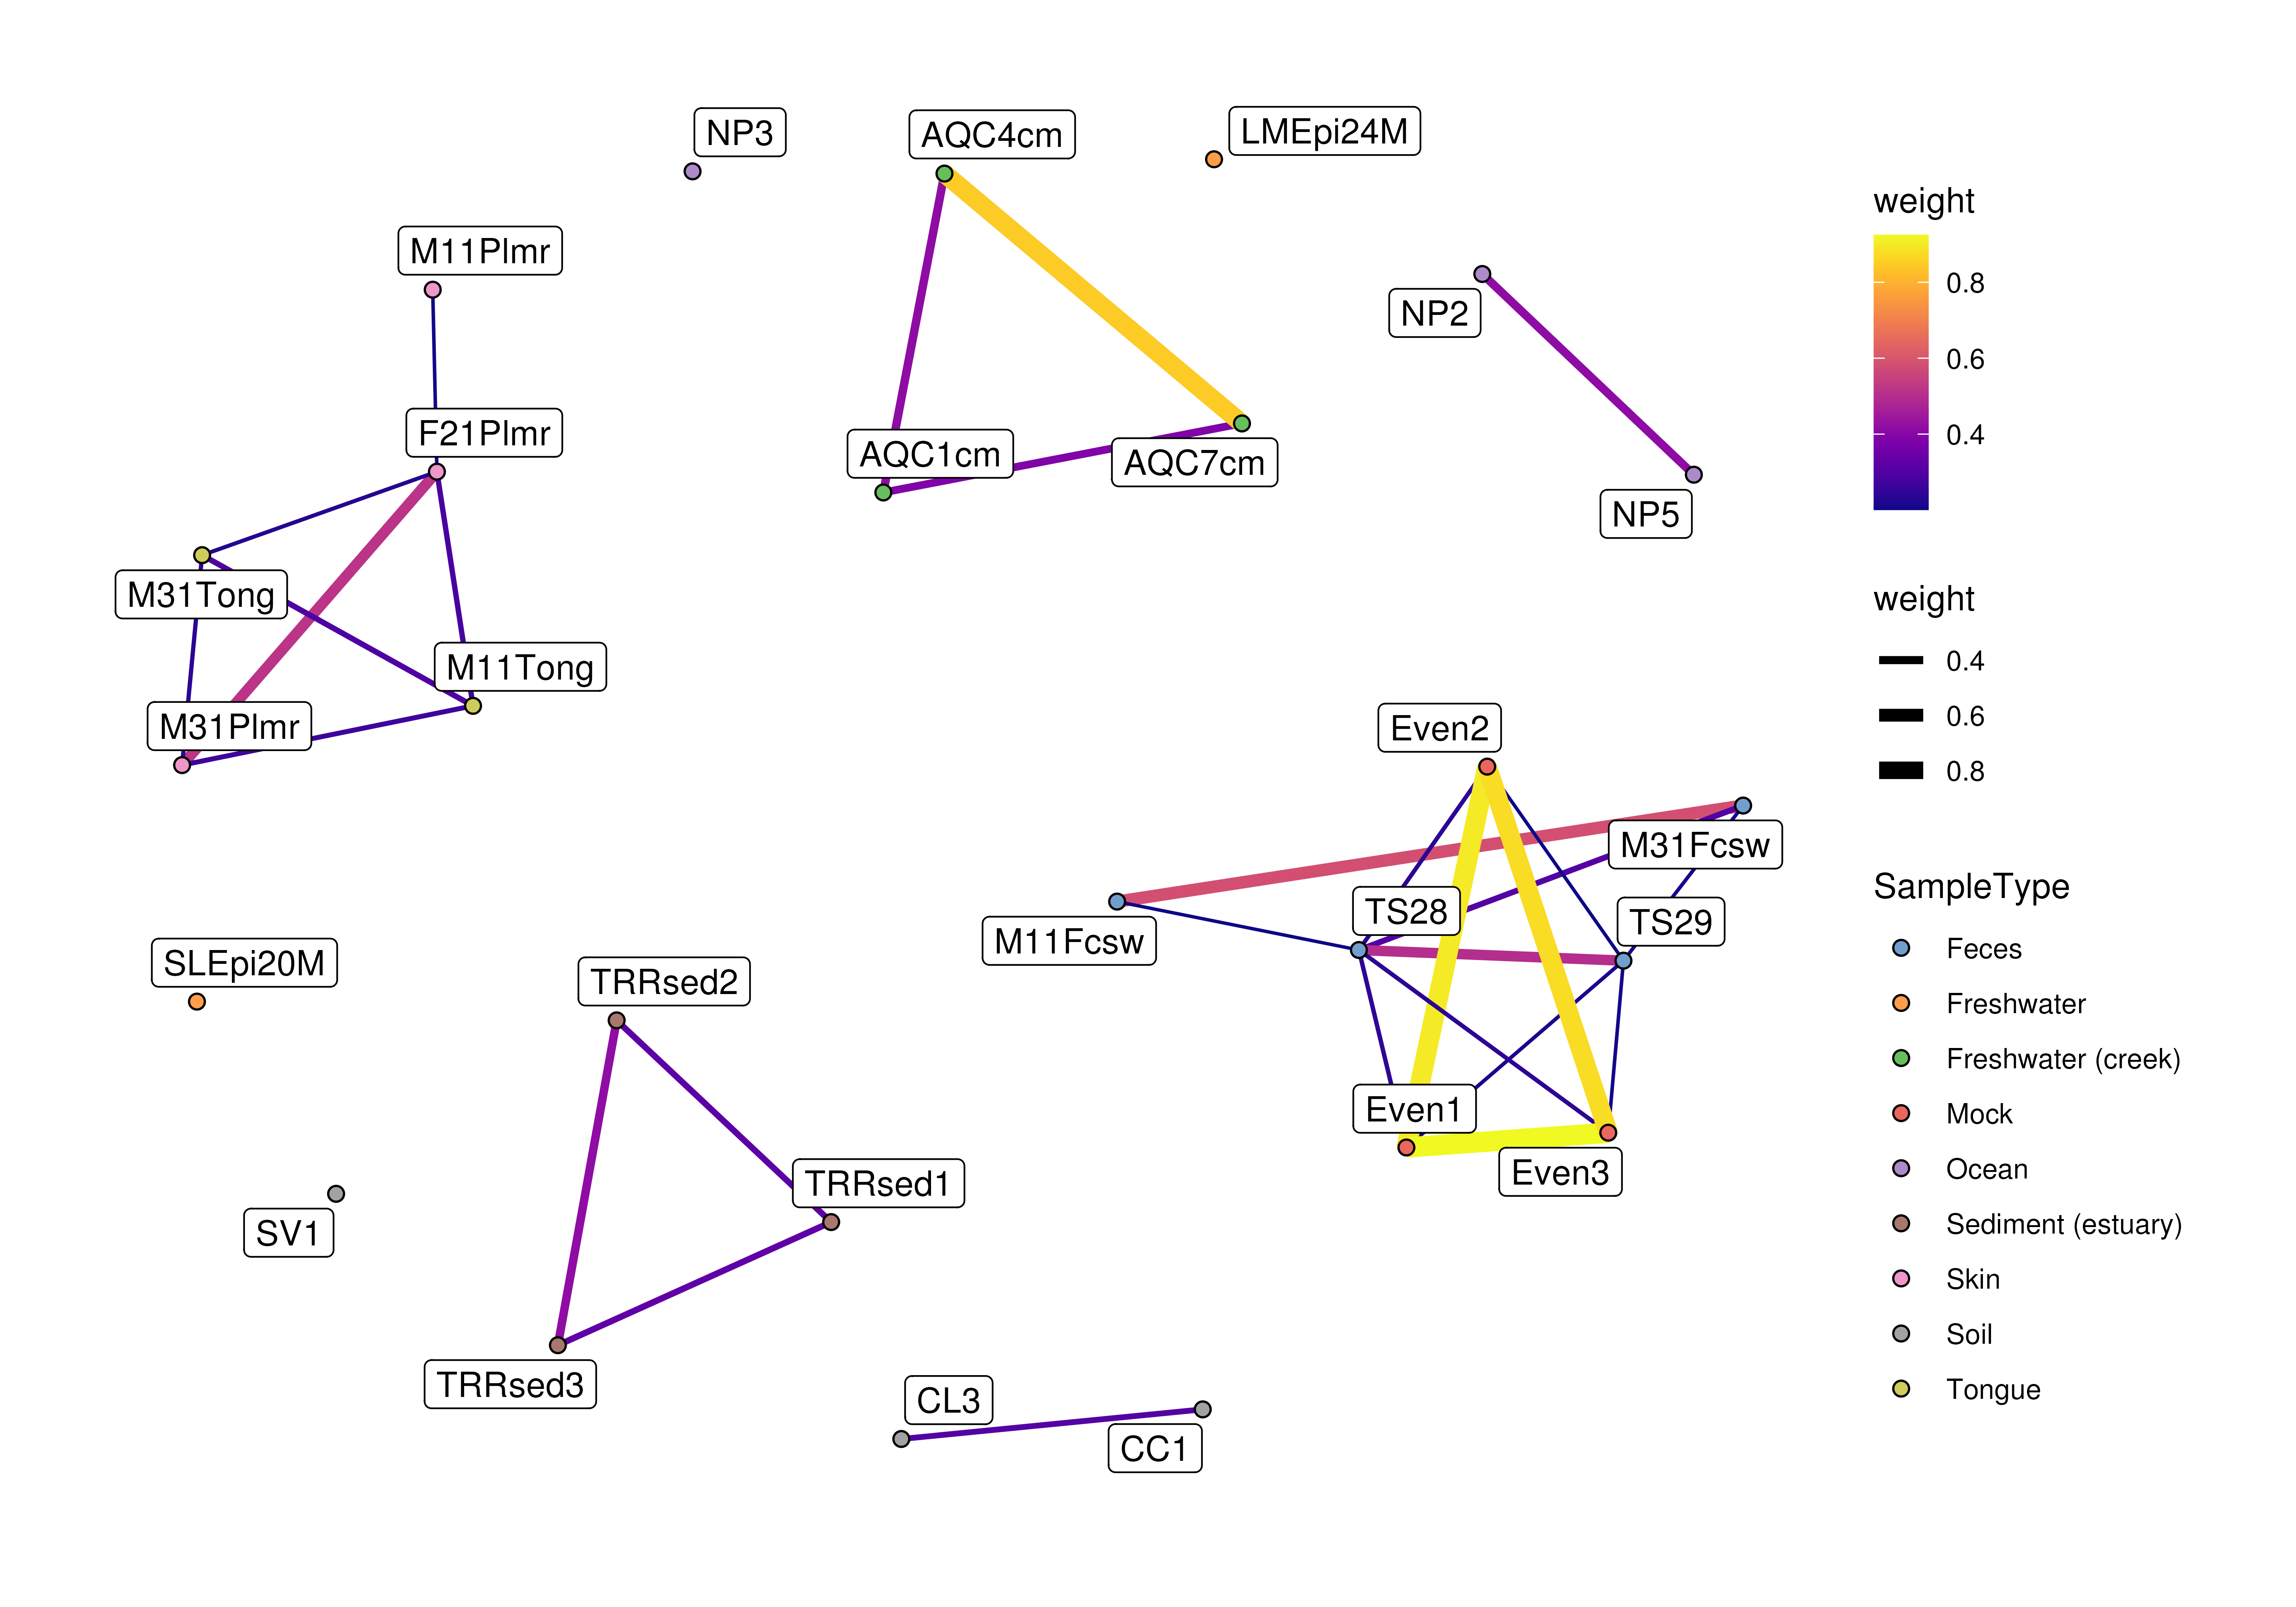 NP3
AQC4cm
LMEpi24M
M11Plmr
NP2
F21Plmr
AQC1cm
AQC7cm
NP5
M31Tong
M11Tong
M31Plmr
Even2
M31Fcsw
TS28
TS29
M11Fcsw
SLEpi20M
TRRsed2
Even1
Even3
TRRsed1
SV1
TRRsed3
CL3
CC1
weight
0.8
0.6
0.4
weight
0.4
0.6
0.8
SampleType
Feces
Freshwater
Freshwater (creek)
Mock
Ocean
Sediment (estuary)
Skin
Soil
Tongue